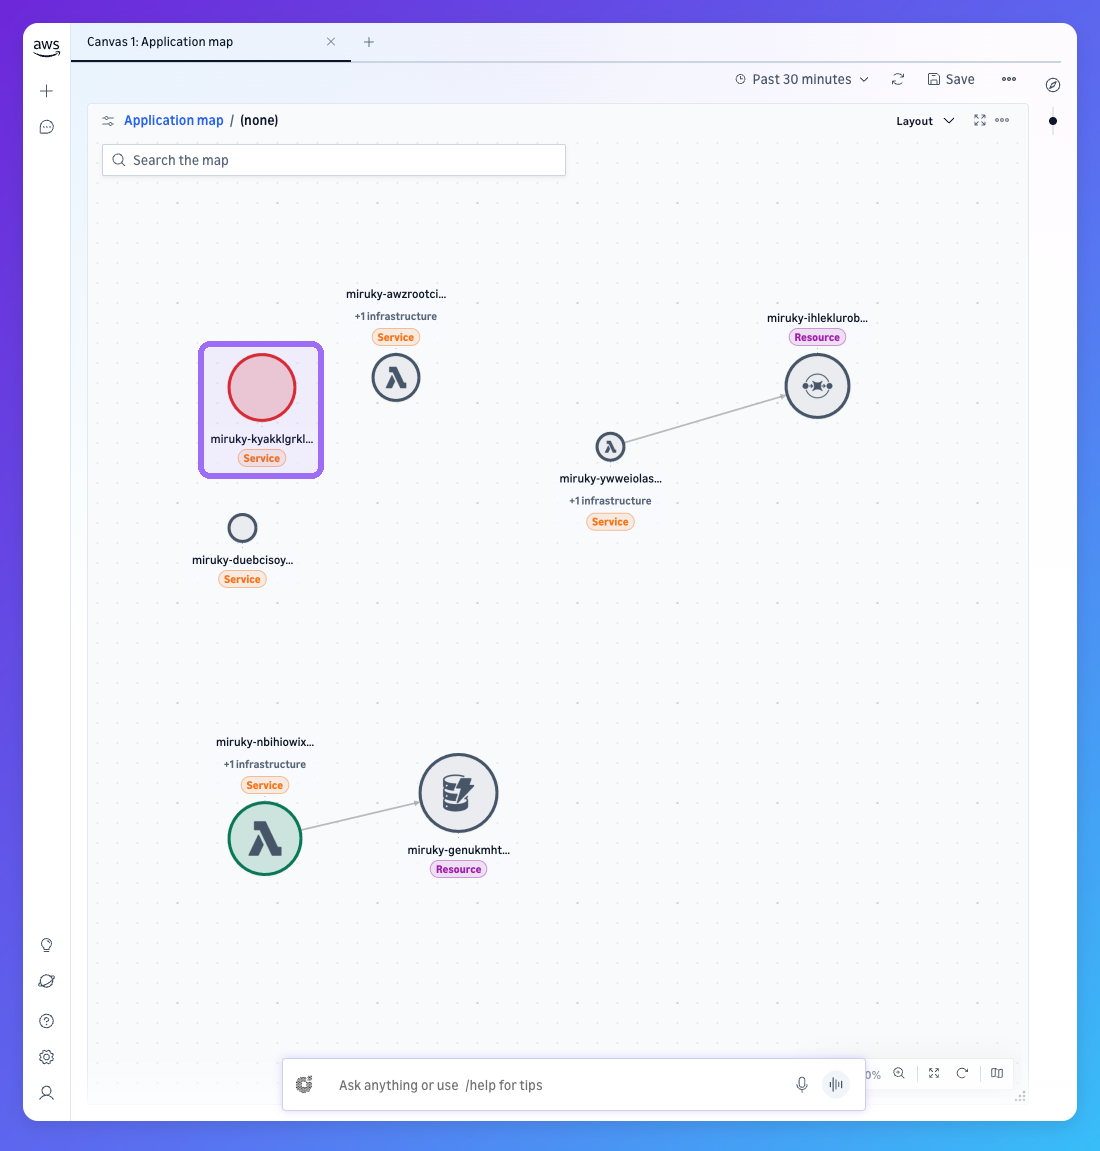 aws
Canvas 1: Application map
Past 30 minutes
Save
Application map / (none)
Layout
Search the map
miruky-awzrootci...
+1 infrastructure
Service
miruky-ihleklurob...
Resource
miruky-kyakklgrkl...
Service
miruky-ywweiolas...
+1 infrastructure
Service
miruky-duebcisoy...
Service
miruky-nbihiowix...
+1 infrastructure
Service
miruky-genukmht...
Resource
Ask anything or use /help for tips
0%